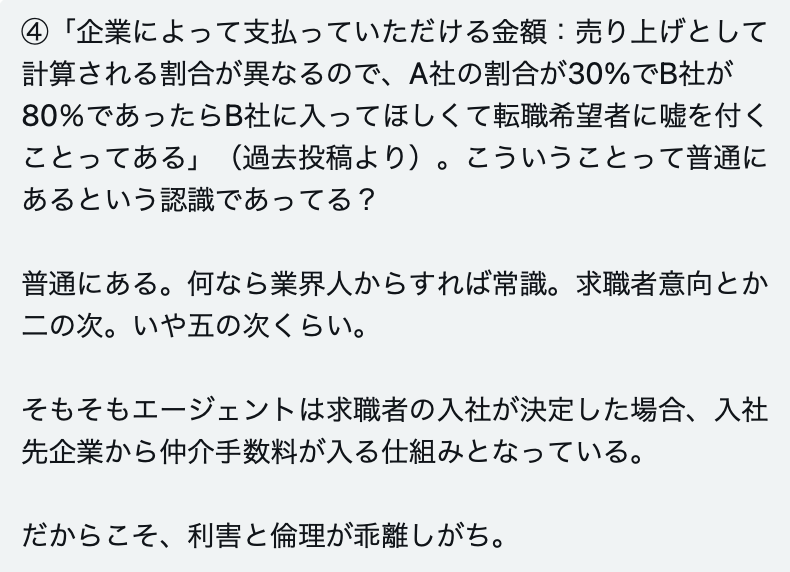 ④「企業によって支払っていただける金額：売り上げとして
計算される割合が異なるので、A社の割合が30%でB社が
80%であったらB社に入ってほしくて転職希望者に嘘を付く
ことってある」（過去投稿より）。こういうことって普通に
あるという認識であってる？
普通にある。何なら業界人からすれば常識。求職者意向とか
二の次。いや五の次くらい。
そもそもエージェントは求職者の入社が決定した場合、入社
先企業から仲介手数料が入る仕組みとなっている。
だからこそ、利害と倫理が乖離しがち。